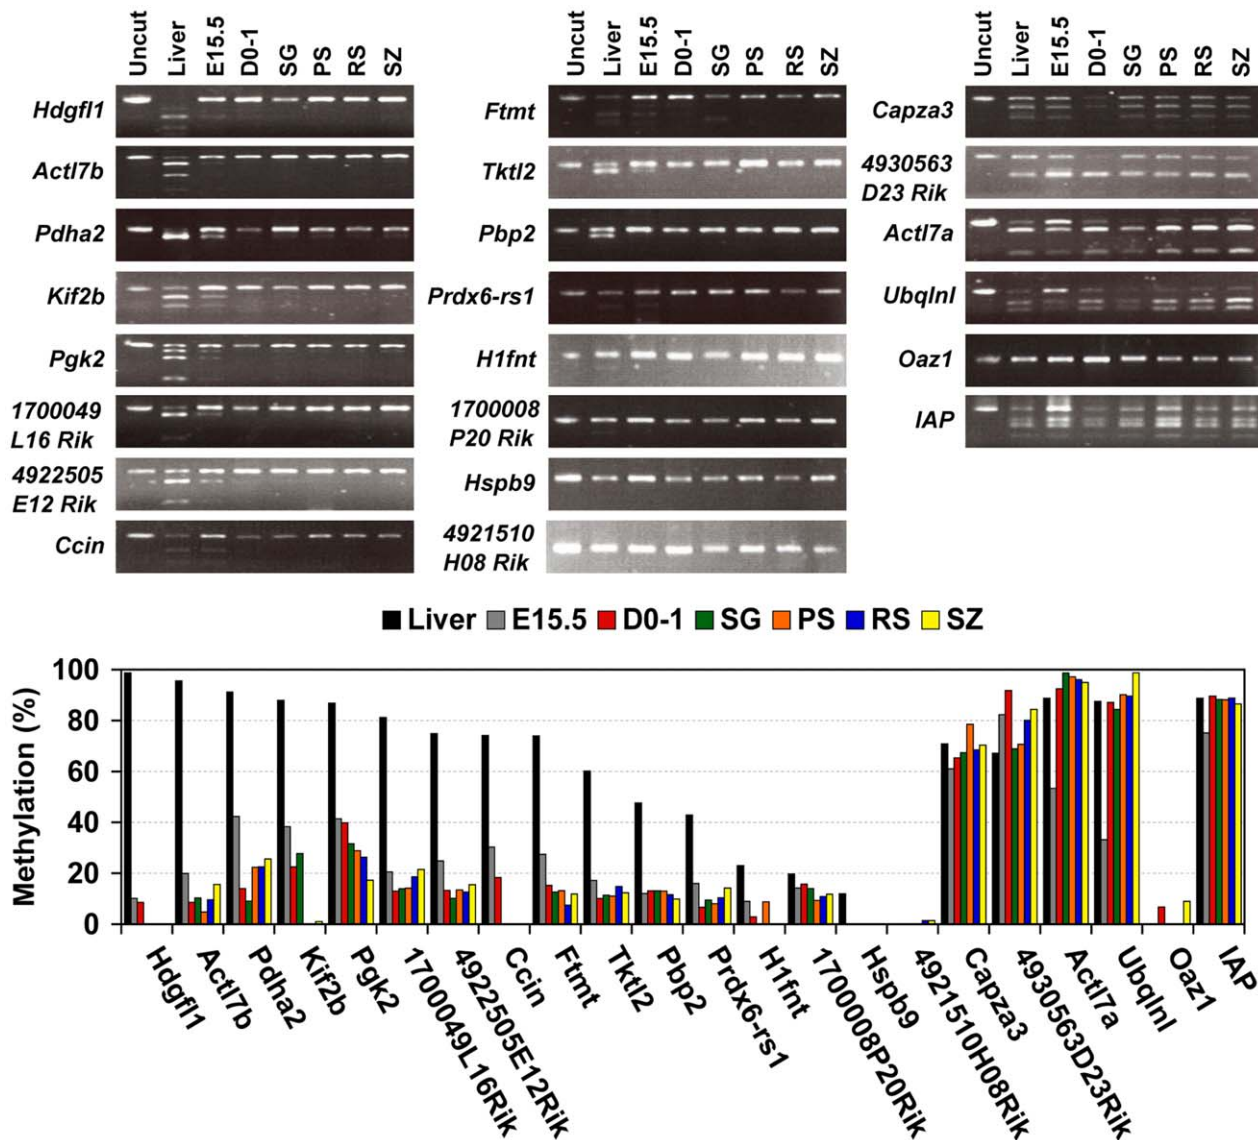 Uncut Liver E15.5 D0-1 SG PS RS SZ
Hdgfl1
Actl7b
Pdha2
Kif2b
Pgk2
1700049
L16 Rik
4922505
E12 Rik
Ccin
Uncut Liver E15.5 D0-1 SG PS RS SZ
Ftmt
Tktl2
Pbp2
Prdx6-rs1
H1fnt
1700008
P20 Rik
Hspb9
4921510
H08 Rik
Uncut Liver E15.5 D0-1 SG PS RS SZ
Capza3
4930563
D23 Rik
Actl7a
Ubqlnl
Oaz1
IAP
Liver E15.5 D0-1 SG PS RS SZ
Methylation (%)
100
80
60
40
20
0
Hdgfl1
Actl7b
Pdha2
Kif2b
Pgk2
1700049L16Rik
4922505E12Rik
Ccin
Ftmt
Tktl2
Pbp2
Prdx6-rs1
H1fnt
1700008P20Rik
Hspb9
4921510H08Rik
Capza3
4930563D23Rik
Actl7a
Ubqlnl
Oaz1
IAP